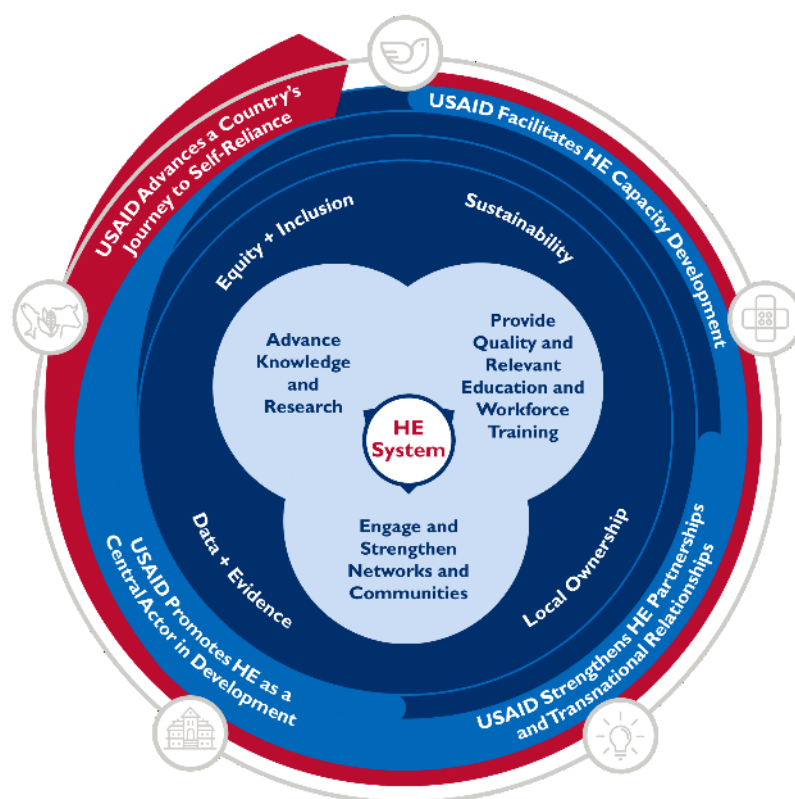 USAID Advances a Country's
Journey to Self-Reliance
USAID Facilitates HE Capacity Development
Equity + Inclusion
Sustainability
Advance
Knowledge
and
Research
Provide
Quality and
Relevant
Education and
Workforce
Training
HE
System
Engage and
Strengthen
Networks and
Communities
Data + Evidence
Local Ownership
USAID Promotes HE as a
Central Actor in Development
USAID Strengthens HE Partnerships
and Transnational Relationships